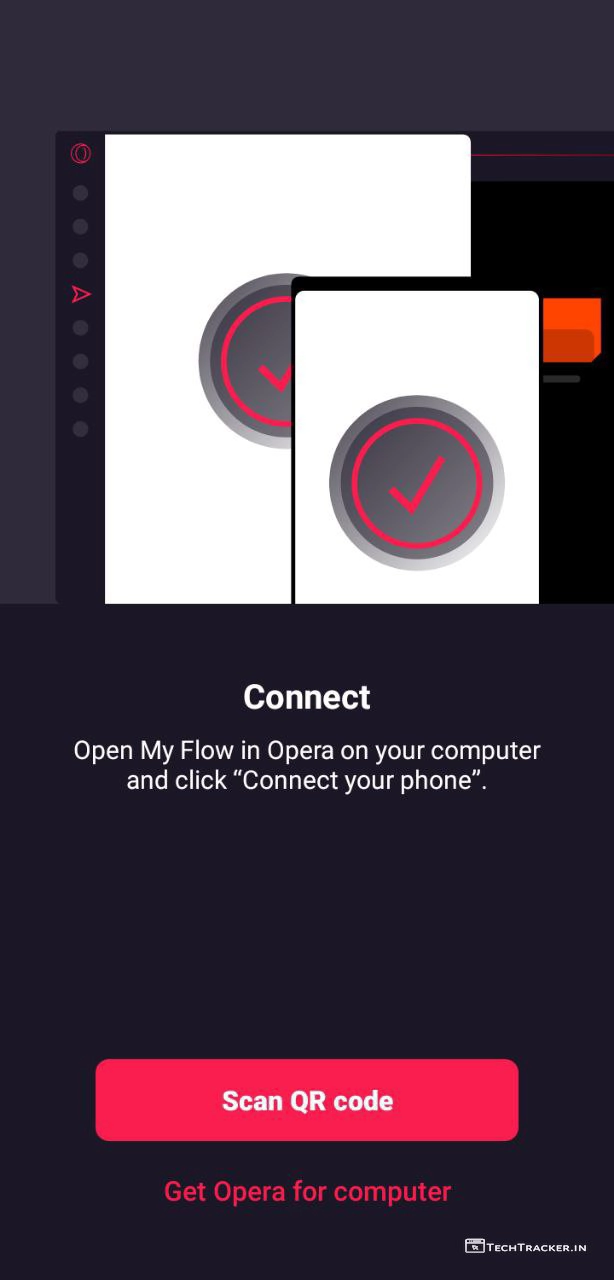 Connect
Open My Flow in Opera on your computer
and click “Connect your phone”.
Scan QR code
Get Opera for computer
TECHTRACKER.IN